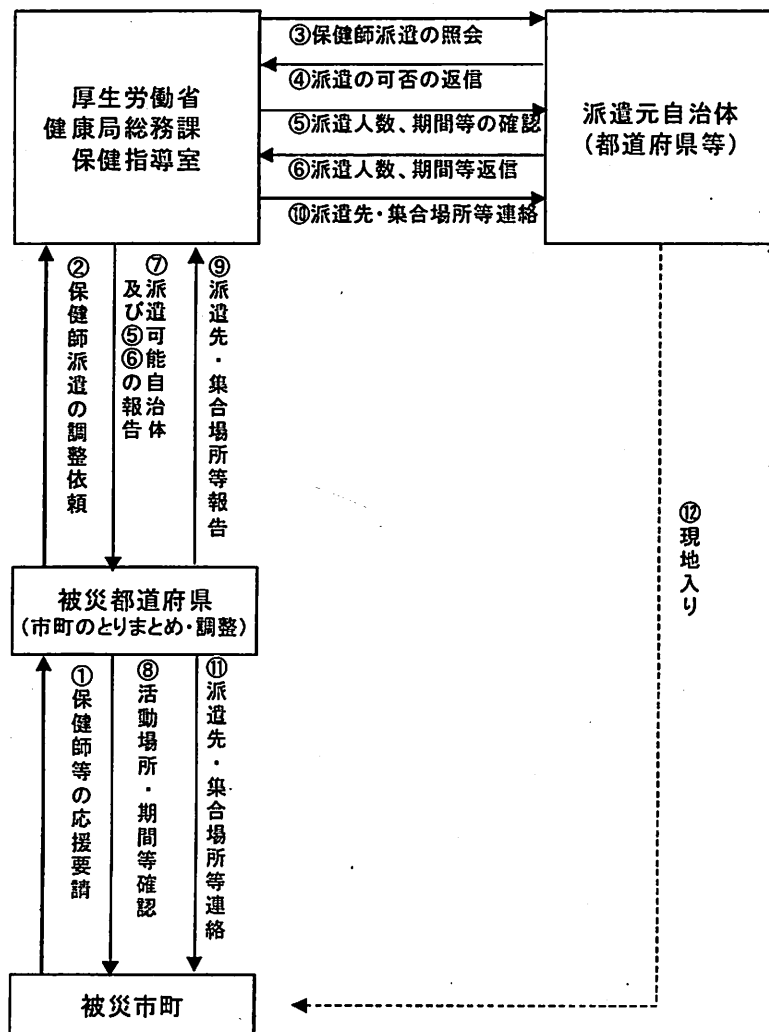 ③保健師派遣の照会
④派遣の可否の返信
⑤派遣人数、期間等の確認
⑥派遣人数、期間等返信
⑩派遣先・集合場所等連絡
厚生労働省
健康局総務課
保健指導室
派遣元自治体
(都道府県等)
②保健師派遣の調整依頼
⑦派遣可能自治体
及び⑤⑥の報告
⑨派遣先・集合場所等報告
⑫現地入り
被災都道府県
(市町のとりまとめ・調整)
①保健師等の応援要請
⑧活動場所・期間等確認
⑪派遣先・集合場所等連絡
被災市町